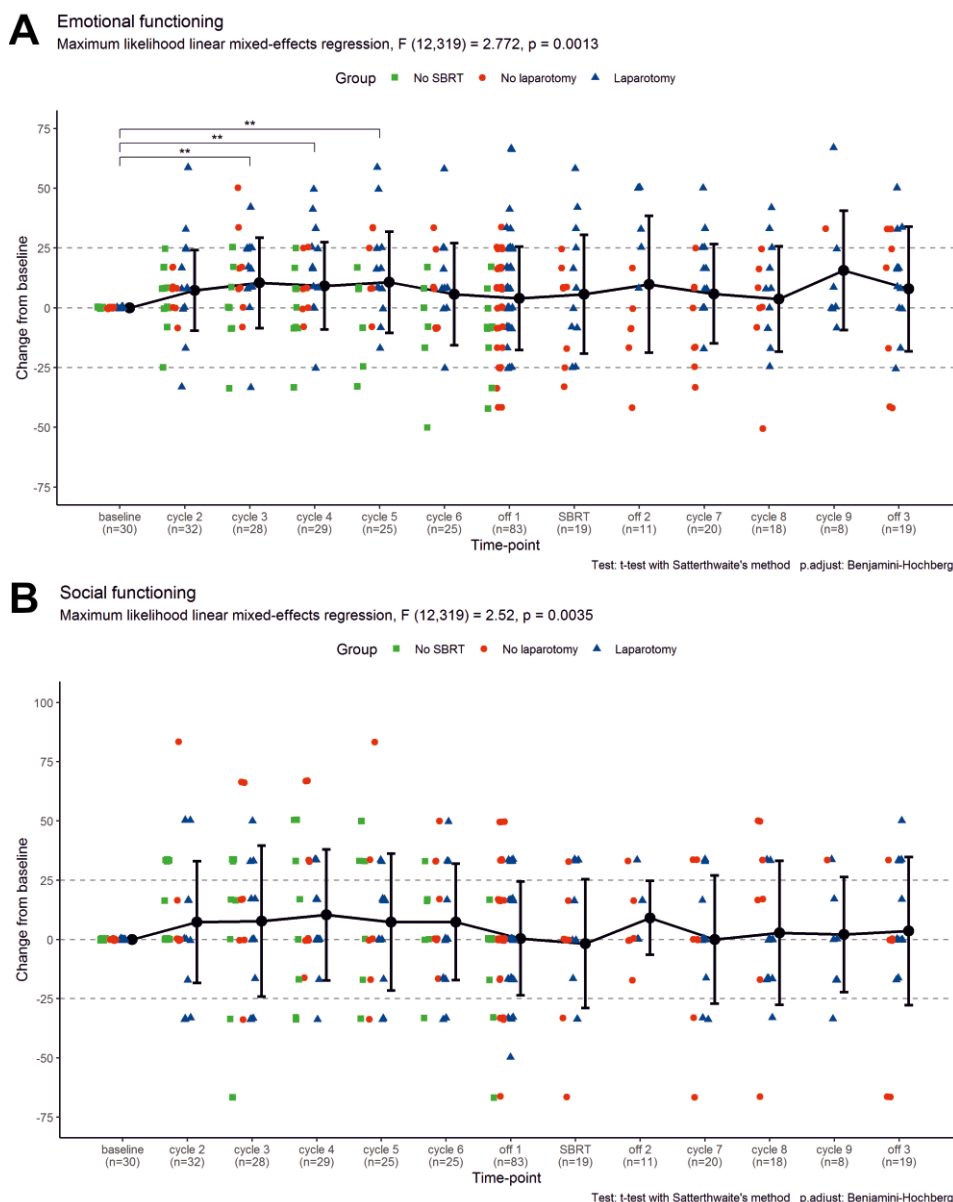 A Emotional functioning
Maximum likelihood linear mixed-effects regression, F (12,319) = 2.772, p = 0.0013
Group No SBRT No laparotomy Laparotomy
Change from baseline
75
50
25
0
-25
-50
-75
**
**
**
baseline cycle 2 cycle 3 cycle 4 cycle 5 cycle 6 off 1 SBRT off 2 cycle 7 cycle 8 cycle 9 off 3
(n=30) (n=32) (n=28) (n=29) (n=25) (n=25) (n=83) (n=19) (n=11) (n=20) (n=18) (n=8) (n=19)
Time-point
Test: t-test with Satterthwaite's method p.adjust: Benjamini-Hochberg
B Social functioning
Maximum likelihood linear mixed-effects regression, F (12,319) = 2.52, p = 0.0035
Group No SBRT No laparotomy Laparotomy
Change from baseline
100
75
50
25
0
-25
-50
-75
baseline cycle 2 cycle 3 cycle 4 cycle 5 cycle 6 off 1 SBRT off 2 cycle 7 cycle 8 cycle 9 off 3
(n=30) (n=32) (n=28) (n=29) (n=25) (n=25) (n=83) (n=19) (n=11) (n=20) (n=18) (n=8) (n=19)
Time-point
Test: t-test with Satterthwaite's method p.adjust: Benjamini-Hochberg